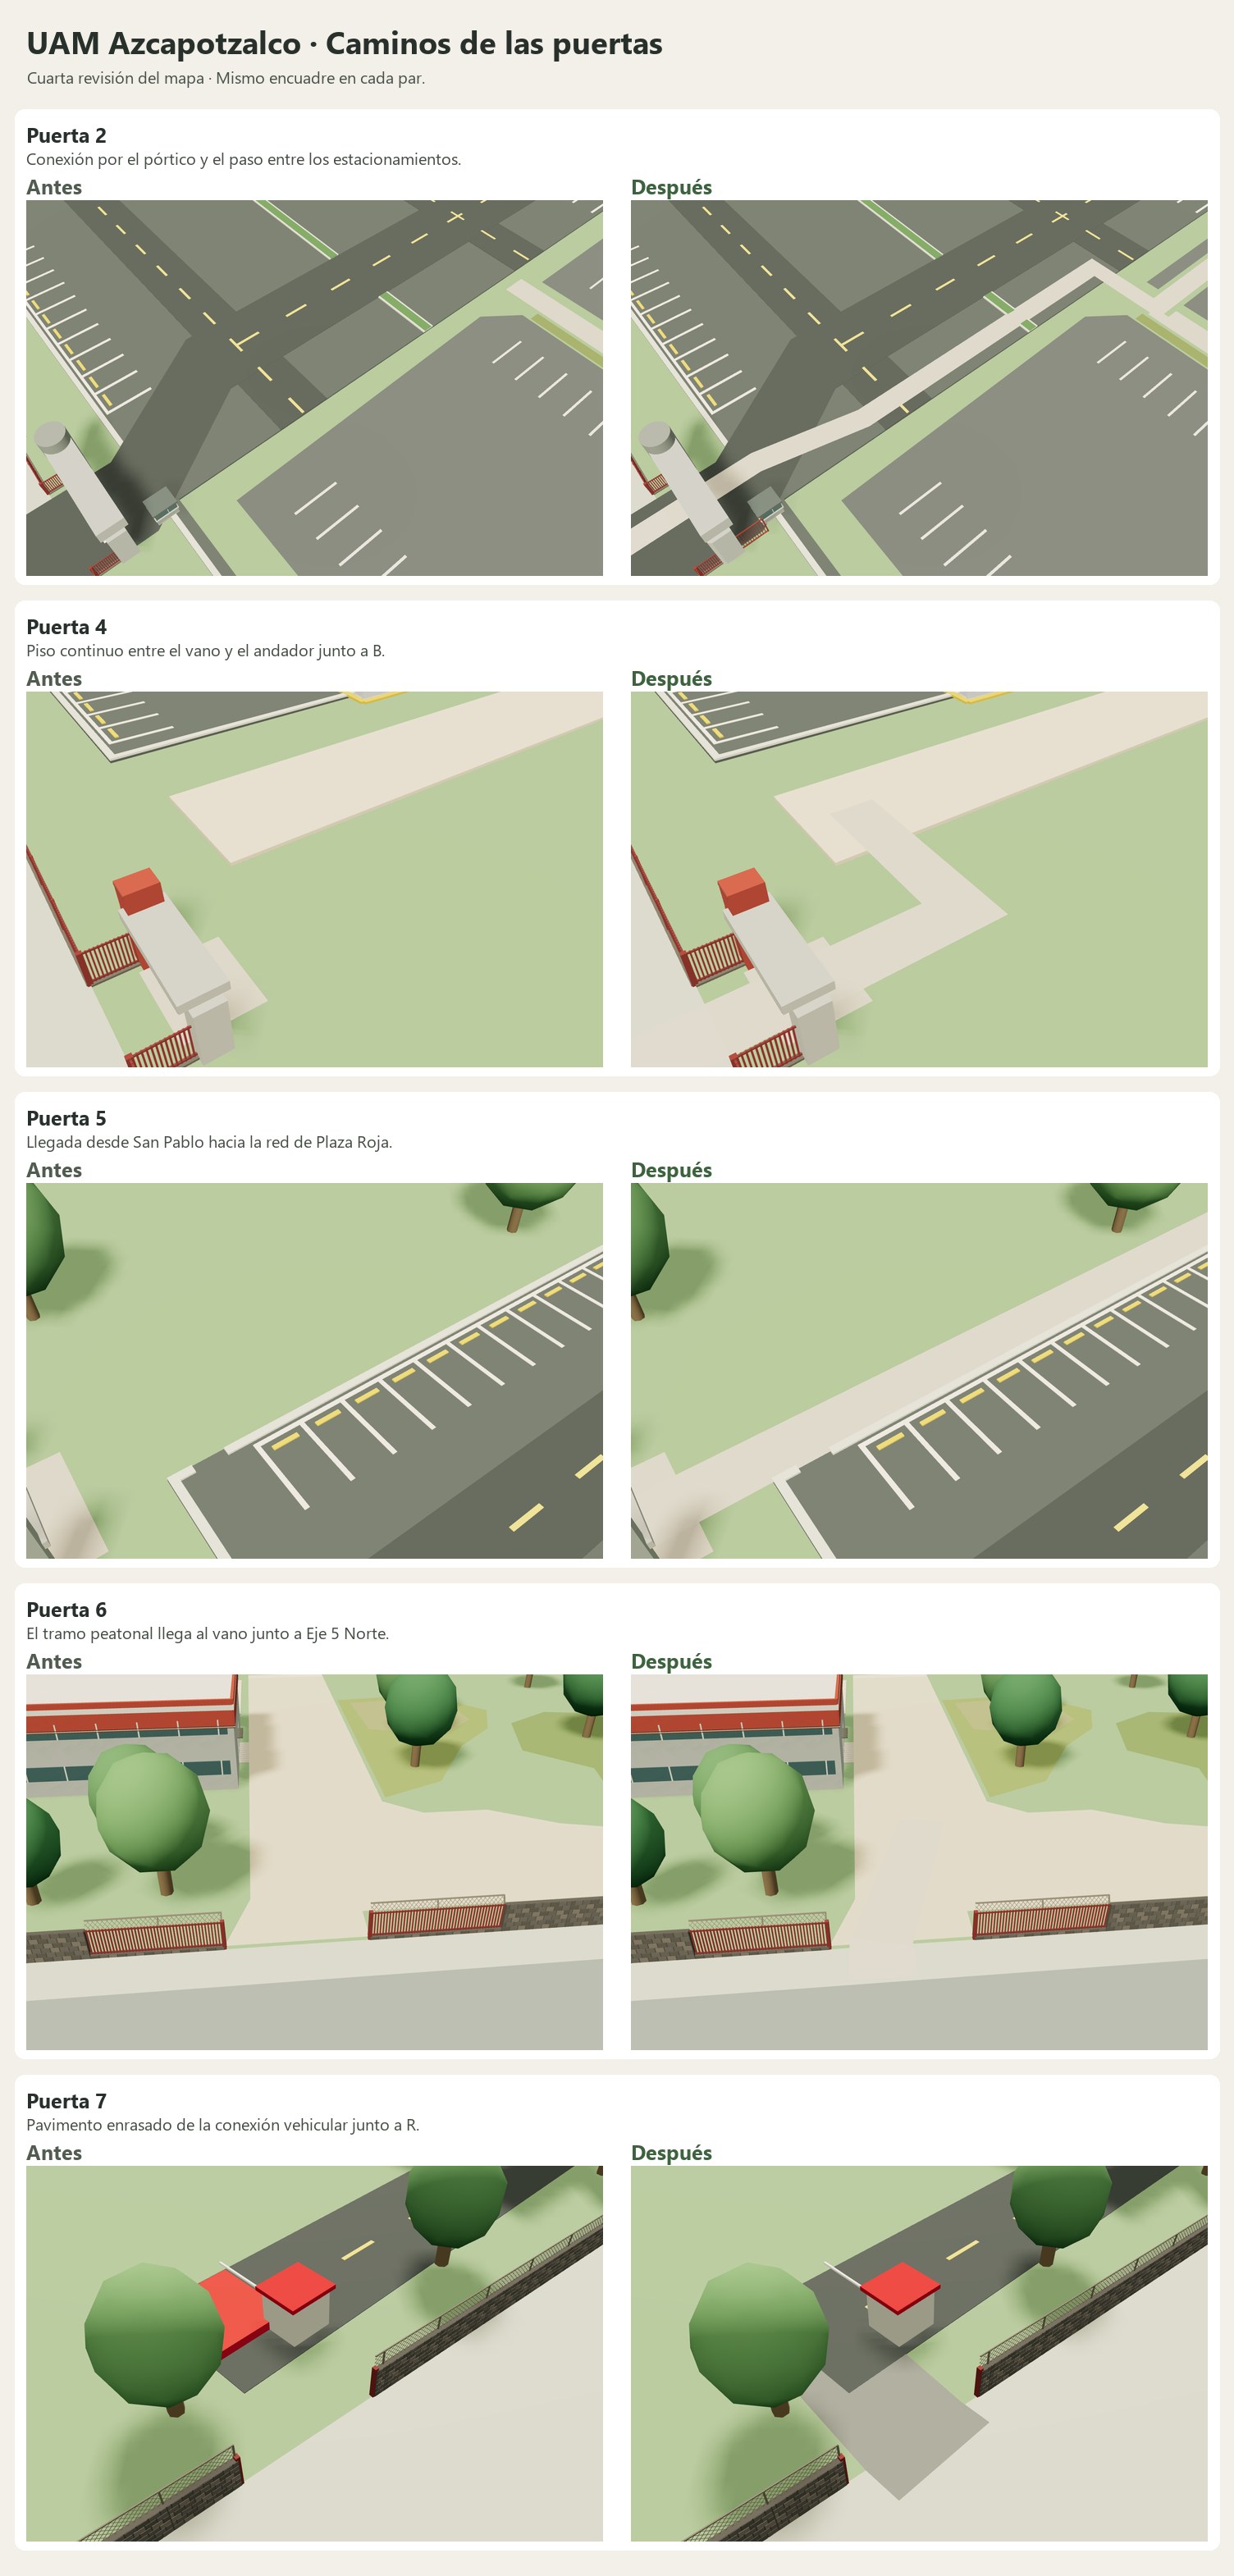 UAM Azcapotzalco · Caminos de las puertas
Cuarta revisión del mapa · Mismo encuadre en cada par.
Puerta 2
Conexión por el pórtico y el paso entre los estacionamientos.
Antes
Después
Puerta 4
Piso continuo entre el vano y el andador junto a B.
Antes
Después
Puerta 5
Llegada desde San Pablo hacia la red de Plaza Roja.
Antes
Después
Puerta 6
El tramo peatonal llega al vano junto a Eje 5 Norte.
Antes
Después
Puerta 7
Pavimento enrasado de la conexión vehicular junto a R.
Antes
Después